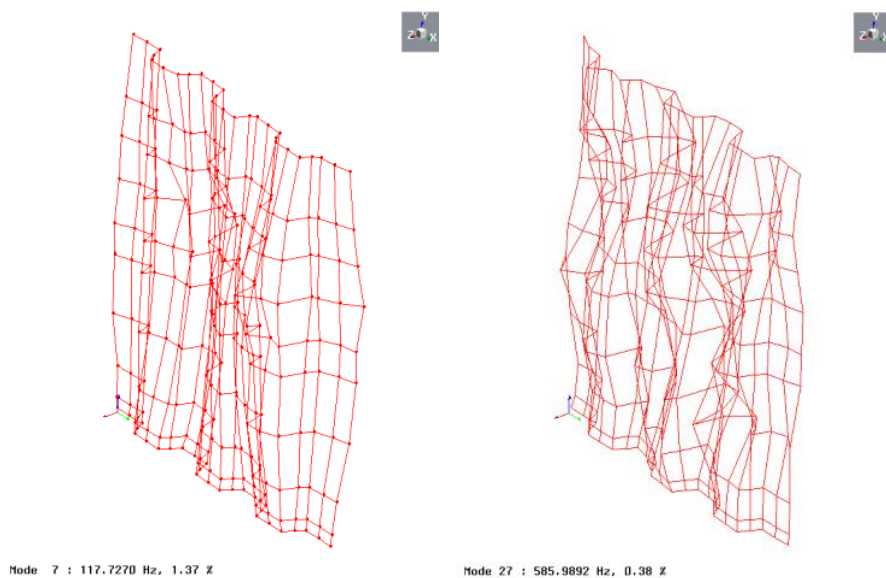 Y
Z X
Y
Z X
Mode 7 : 117.7270 Hz, 1.37 %
Mode 27 : 585.9892 Hz, 0.38 %